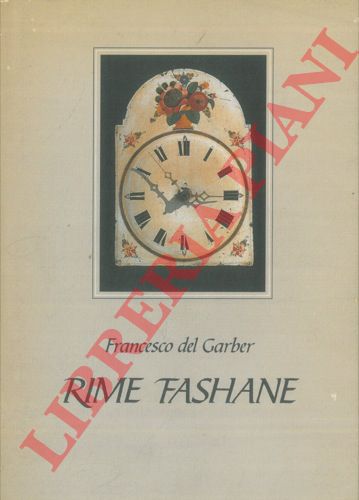 Francesco del Garber
RIME FASHANE
LIBRERIA PIANI